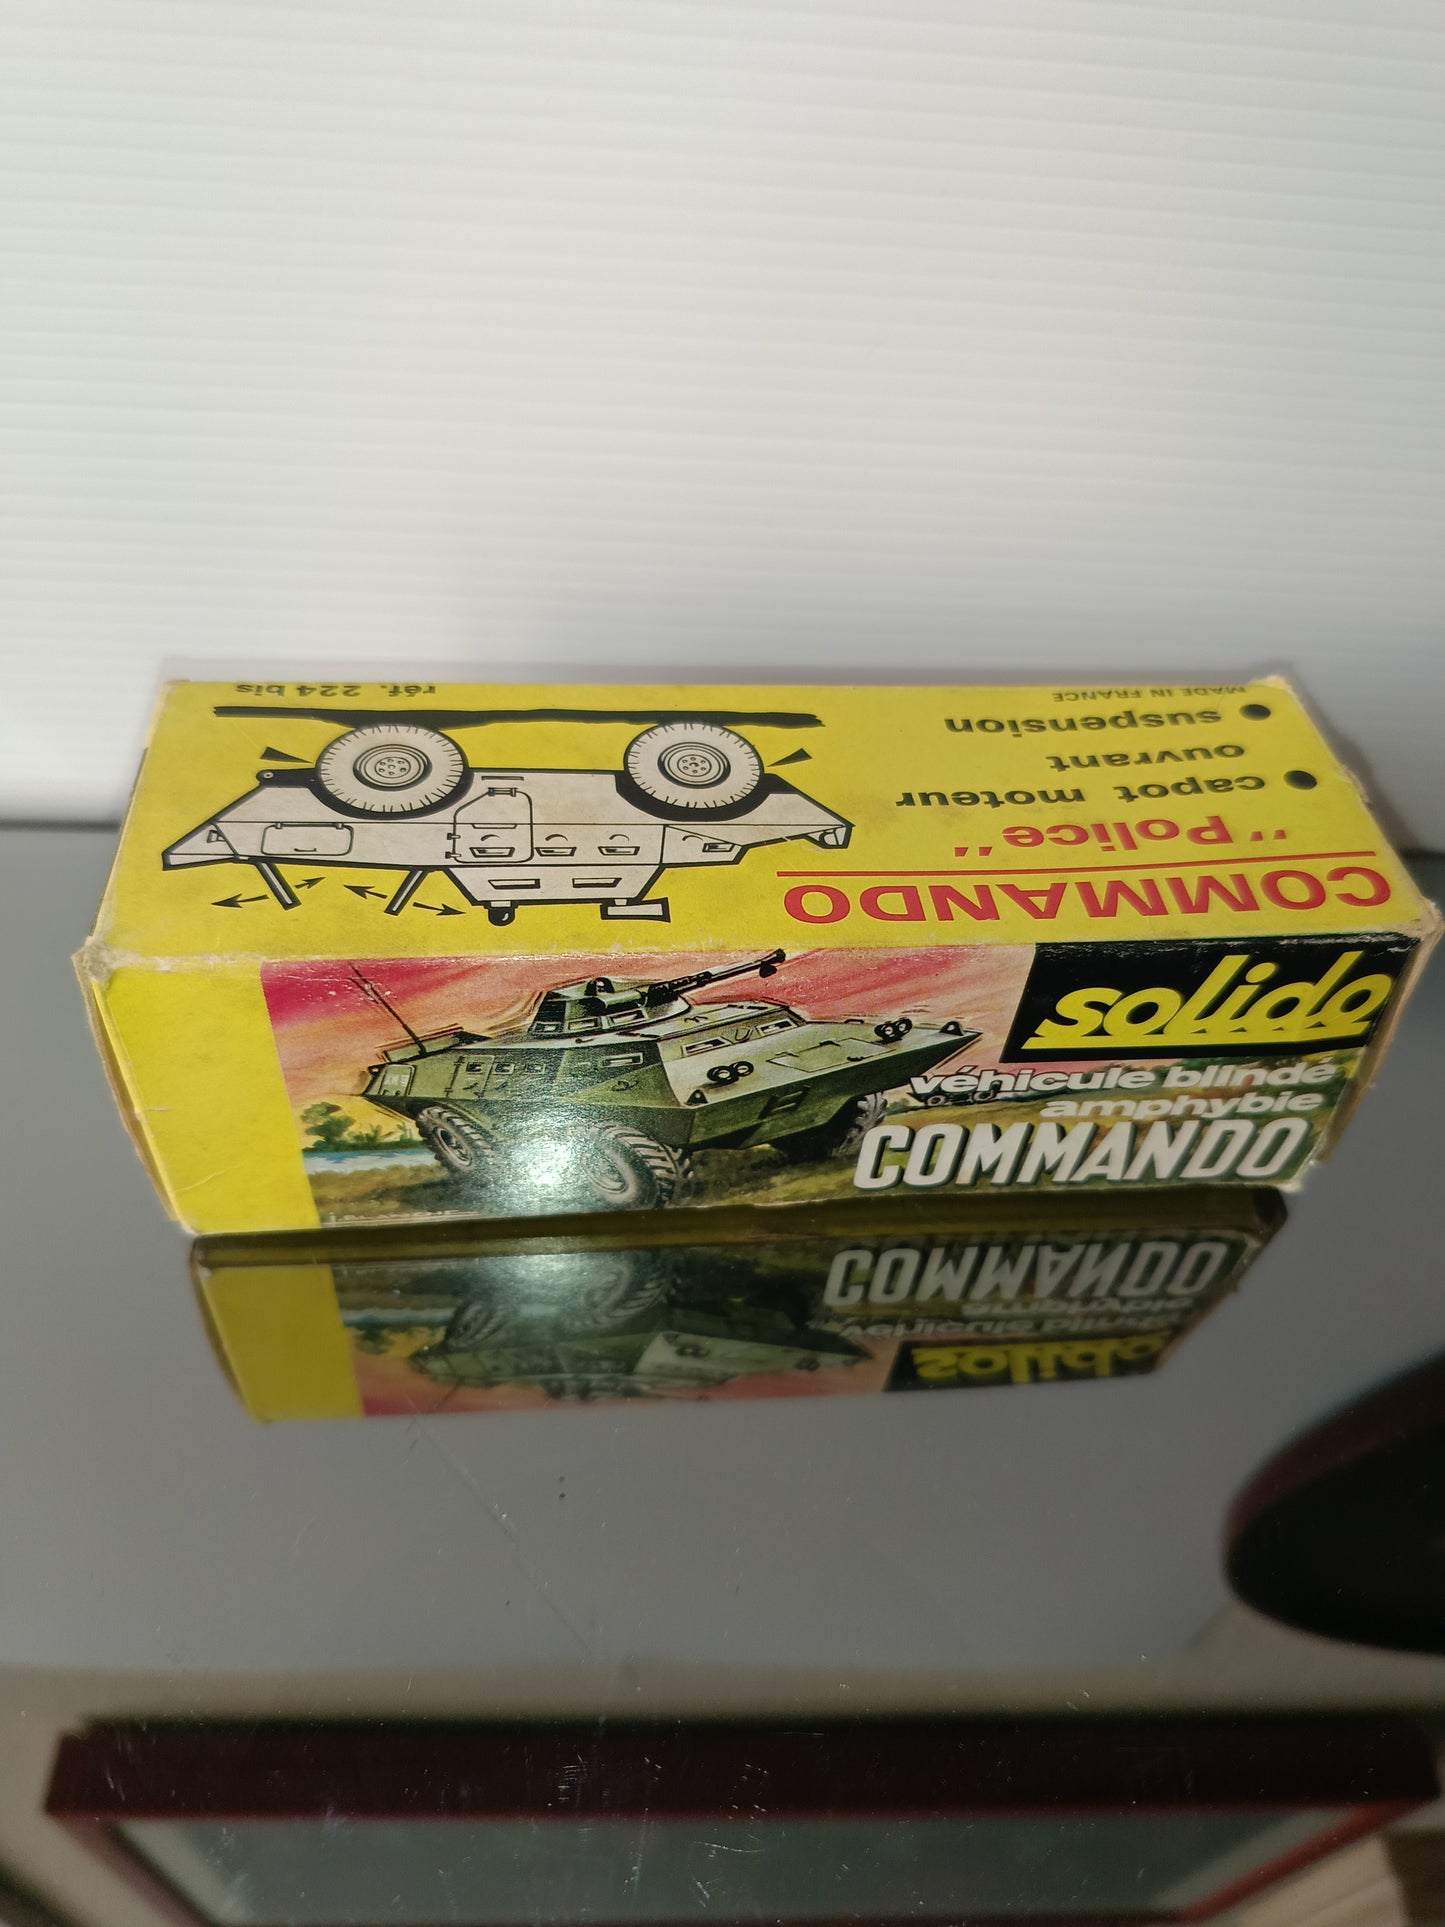 COMMANDO
"Police"
• capot moteur
ouvrant
• suspension
MADE IN FRANCE
réf. 224 bis
solido
véhicule blindé
amphybie
COMMANDO